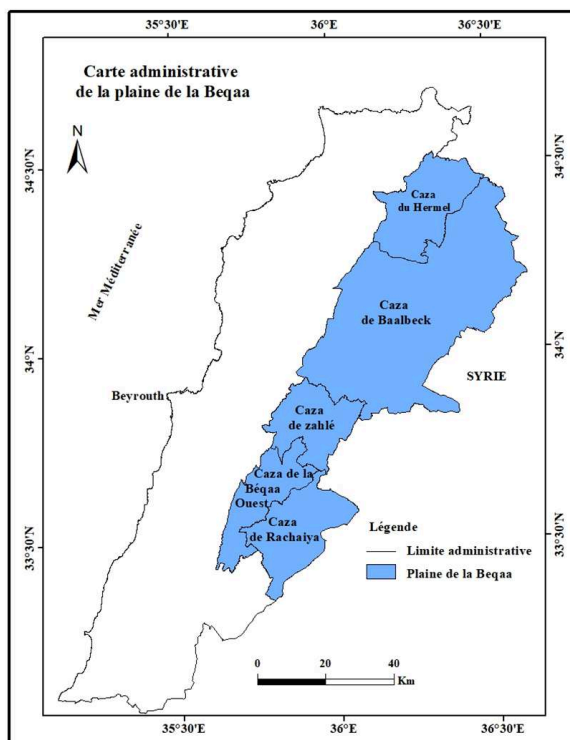 35°30'E 36°E 36°30'E
Carte administrative
de la plaine de la Beqaa
N
34°30'N 34°30'N
Caza
du Hermel
Mer Méditerranée
Caza
de Baalbeck
34°N 34°N
SYRIE
Beyrouth
Caza
de zahlé
Caza de la
Béqaa
Ouest
Caza
de Rachaiya
Légende
Limite administrative
Plaine de la Beqaa
33°30'N 33°30'N
0 20 40
Km
35°30'E 36°E 36°30'E